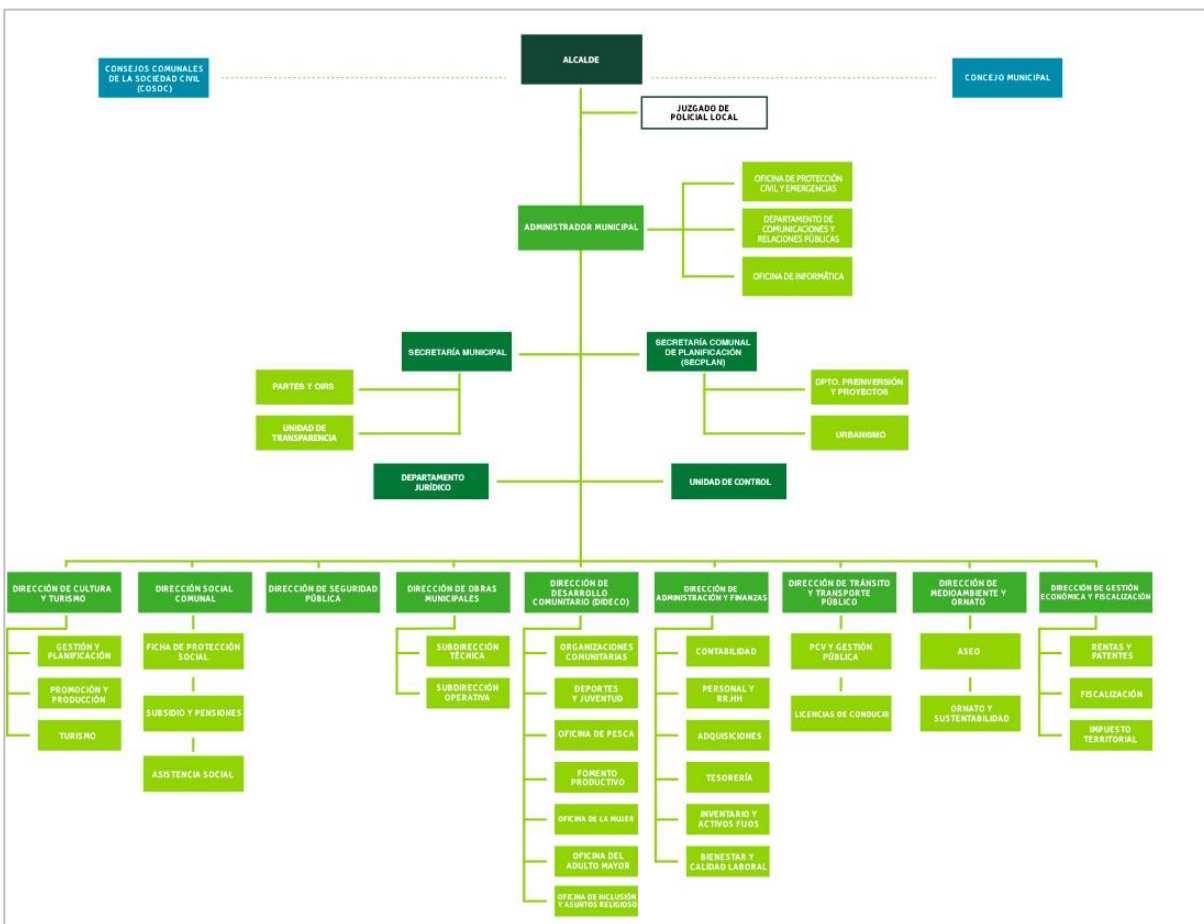 ALCALDE
CONSEJOS COMUNALES
DE LA SOCIEDAD CIVIL
(COSOC)
CONCEJO MUNICIPAL
JUZGADO DE
POLICIAL LOCAL
OFICINA DE PROTECCIÓN
CIVIL Y EMERGENCIAS
ADMINISTRADOR MUNICIPAL
DEPARTAMENTO DE
COMUNICACIONES Y
RELACIONES PÚBLICAS
OFICINA DE INFORMÁTICA
SECRETARÍA MUNICIPAL
SECRETARÍA COMUNAL
DE PLANIFICACIÓN
(SECPLAN)
PARTES Y OIRS
UNIDAD DE
TRANSPARENCIA
DPTO. PREINVERSIÓN
Y PROYECTOS
URBANISMO
DEPARTAMENTO
JURÍDICO
UNIDAD DE CONTROL
DIRECCIÓN DE CULTURA
Y TURISMO
GESTIÓN Y
PLANIFICACIÓN
PROMOCIÓN Y
PRODUCCIÓN
TURISMO
DIRECCIÓN SOCIAL
COMUNAL
FICHA DE PROTECCIÓN
SOCIAL
SUBSIDIO Y PENSIONES
ASISTENCIA SOCIAL
DIRECCIÓN DE SEGURIDAD
PÚBLICA
DIRECCIÓN DE OBRAS
MUNICIPALES
SUBDIRECCIÓN
TÉCNICA
SUBDIRECCIÓN
OPERATIVA
DIRECCIÓN DE
DESARROLLO
COMUNITARIO (DIDECO)
ORGANIZACIONES
COMUNITARIAS
DEPORTES
Y JUVENTUD
OFICINA DE PESCA
FOMENTO
PRODUCTIVO
OFICINA DE LA MUJER
OFICINA DEL
ADULTO MAYOR
OFICINA DE INCLUSIÓN
Y ASUNTOS RELIGIOSO
DIRECCIÓN DE
ADMINISTRACIÓN Y FINANZAS
CONTABILIDAD
PERSONAL Y
RR.HH
ADQUISICIONES
TESORERÍA
INVENTARIO Y
ACTIVOS FIJOS
BIENESTAR Y
CALIDAD LABORAL
DIRECCIÓN DE TRÁNSITO
Y TRANSPORTE
PÚBLICO
PCV Y GESTIÓN
PÚBLICA
LICENCIAS DE CONDUCIR
DIRECCIÓN DE
MEDIOAMBIENTE Y
ORNATO
ASEO
ORNATO Y
SUSTENTABILIDAD
DIRECCIÓN DE GESTIÓN
ECONÓMICA Y FISCALIZACIÓN
RENTAS Y
PATENTES
FISCALIZACIÓN
IMPUESTO
TERRITORIAL